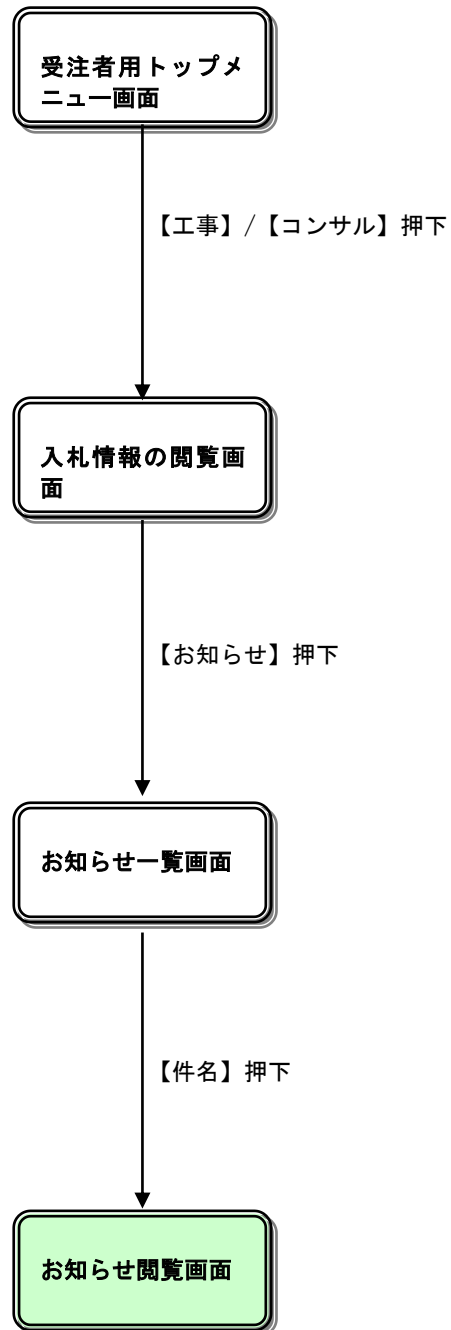 受注者用トップメ
ニュー画面
【工事】/【コンサル】押下
入札情報の閲覧画
面
【お知らせ】押下
お知らせ一覧画面
【件名】押下
お知らせ閲覧画面